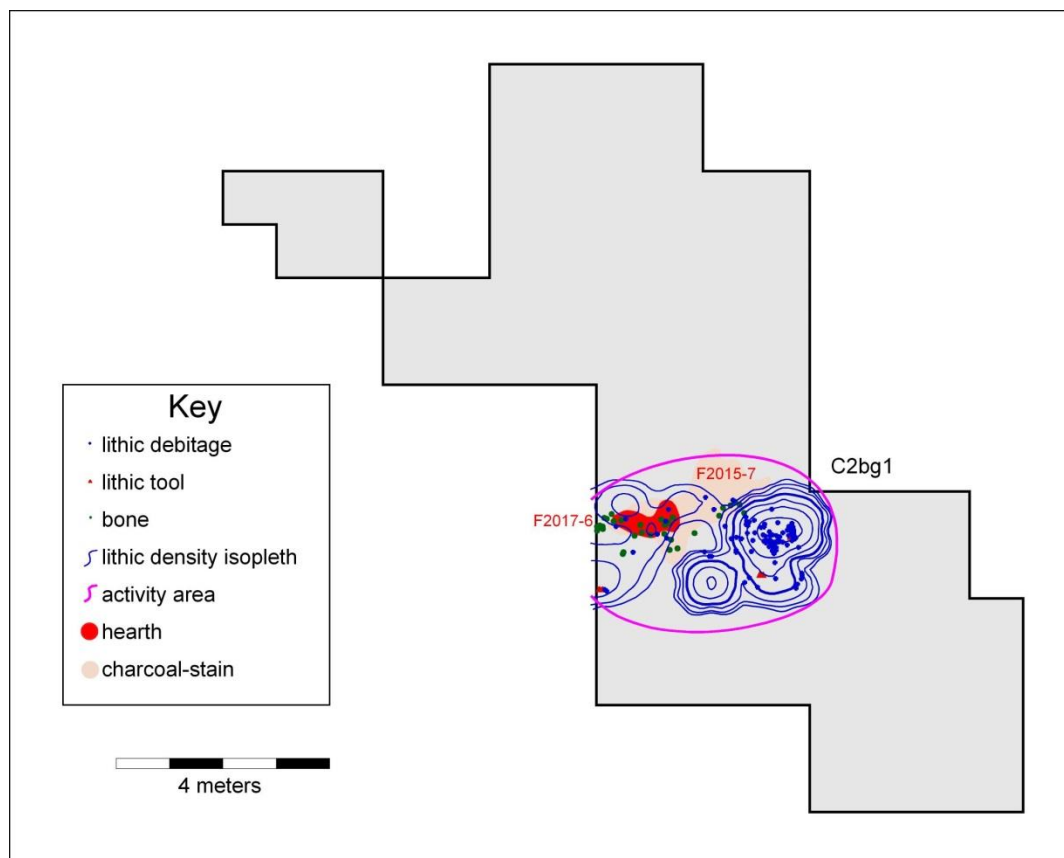 F2015-7
C2bg1
F2017-6
Key
lithic debitage
lithic tool
bone
lithic density isopleth
activity area
hearth
charcoal-stain
4 meters